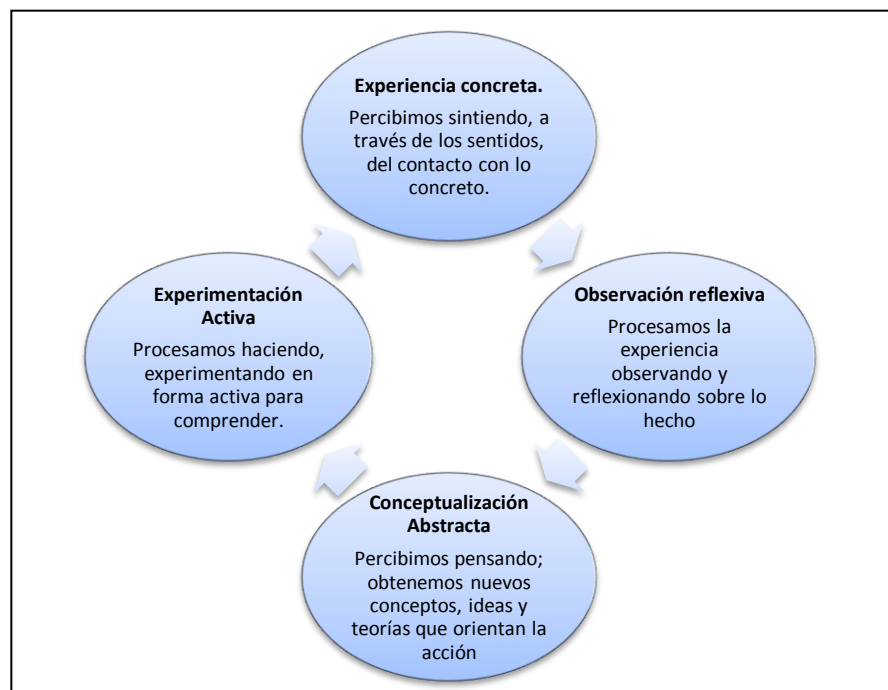 Experiencia concreta.
Percibimos sintiendo, a
través de los sentidos,
del contacto con lo
concreto.
Experimentación
Activa
Procesamos haciendo,
experimentando en
forma activa para
comprender.
Observación reflexiva
Procesamos la
experiencia
observando y
reflexionando sobre lo
hecho
Conceptualización
Abstracta
Percibimos pensando;
obtenemos nuevos
conceptos, ideas y
teorías que orientan la
acción